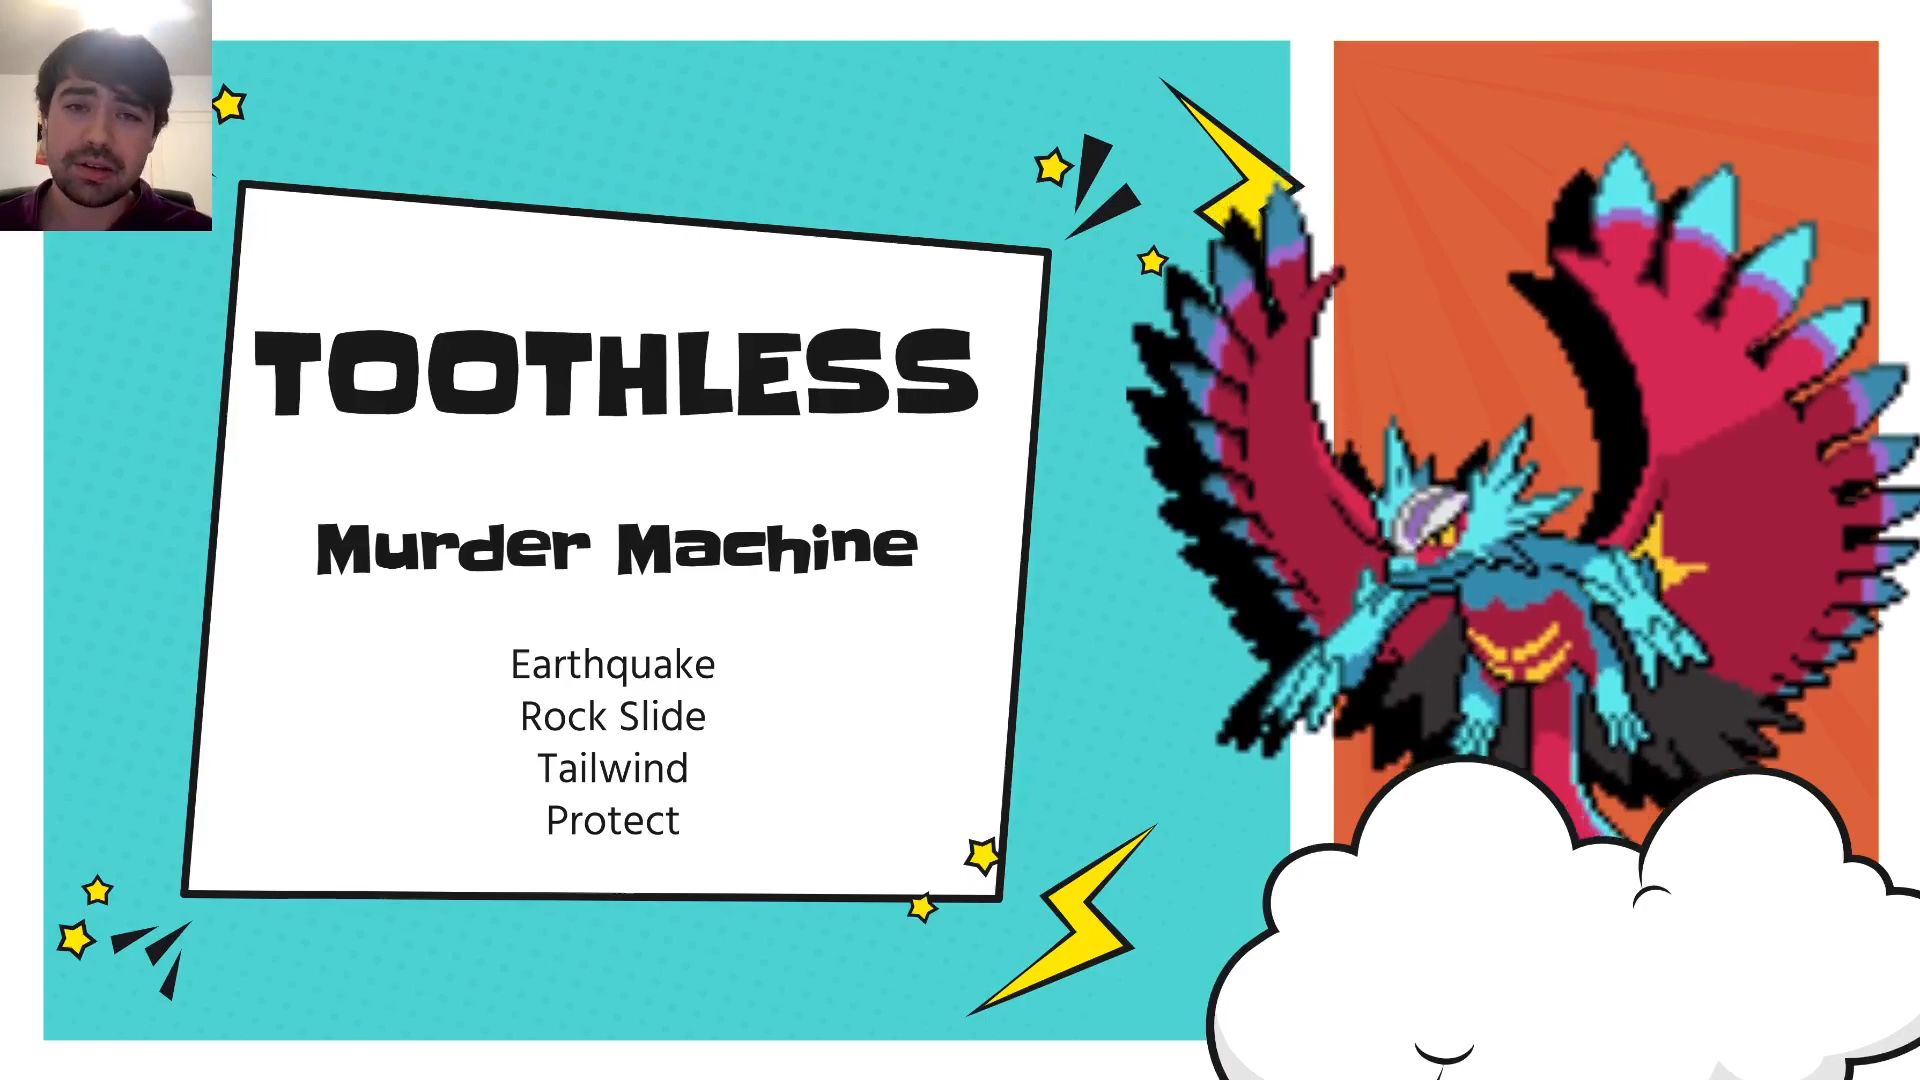 TOOTHLESS
Murder Machine
Earthquake
Rock Slide
Tailwind
Protect